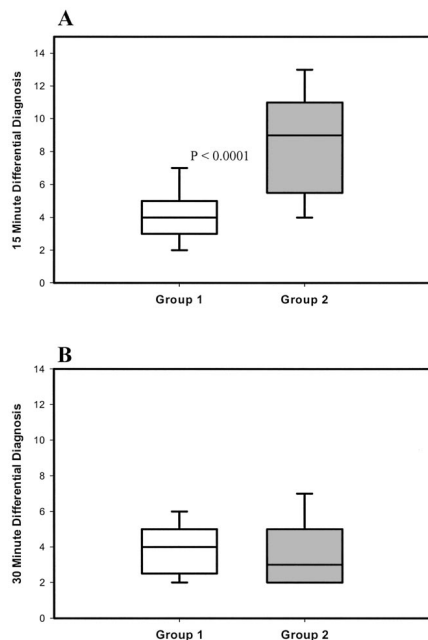 A
15 Minute Differential Diagnosis
14
12
10
8
6
4
2
0
P < 0.0001
Group 1 Group 2
B
30 Minute Differential Diagnosis
14
12
10
8
6
4
2
0
Group 1 Group 2